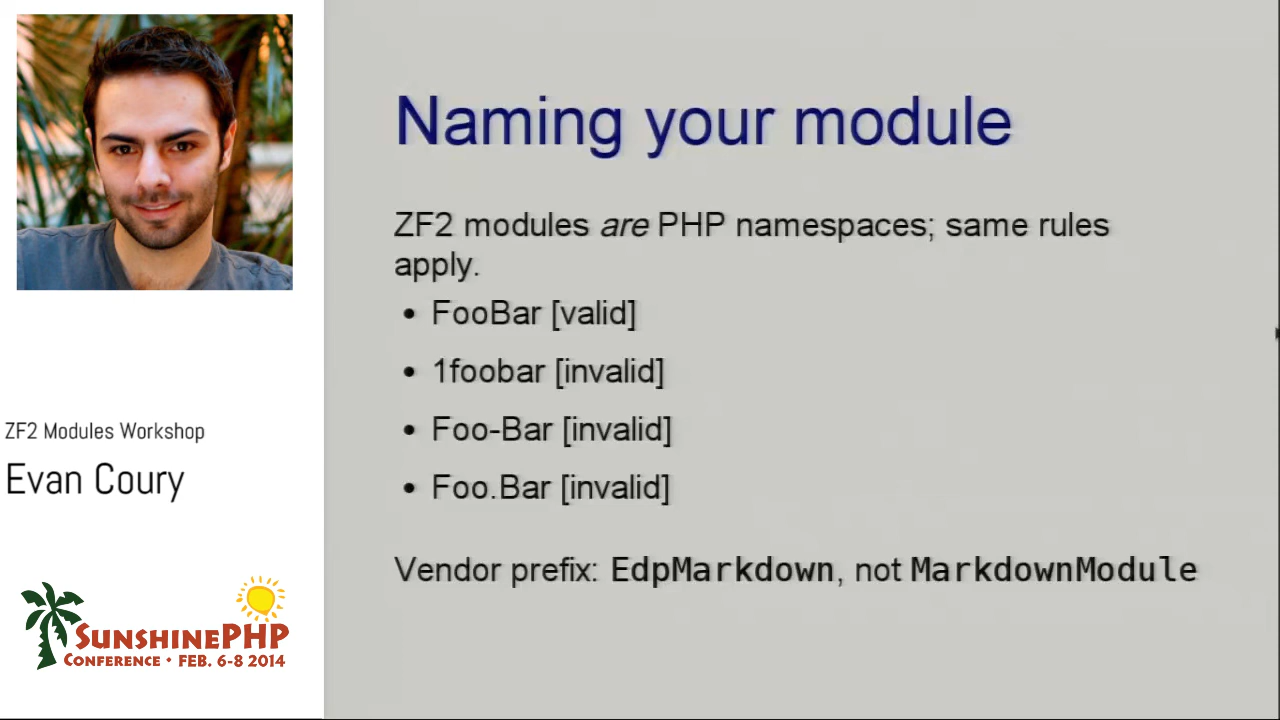 Naming your module
ZF2 modules are PHP namespaces; same rules
apply.
• FooBar [valid]
• 1foobar [invalid]
• Foo-Bar [invalid]
• Foo.Bar [invalid]
Vendor prefix: EdpMarkdown, not MarkdownModule
ZF2 Modules Workshop
Evan Coury
SUNSHINEPHP
CONFERENCE • FEB. 6-8 2014